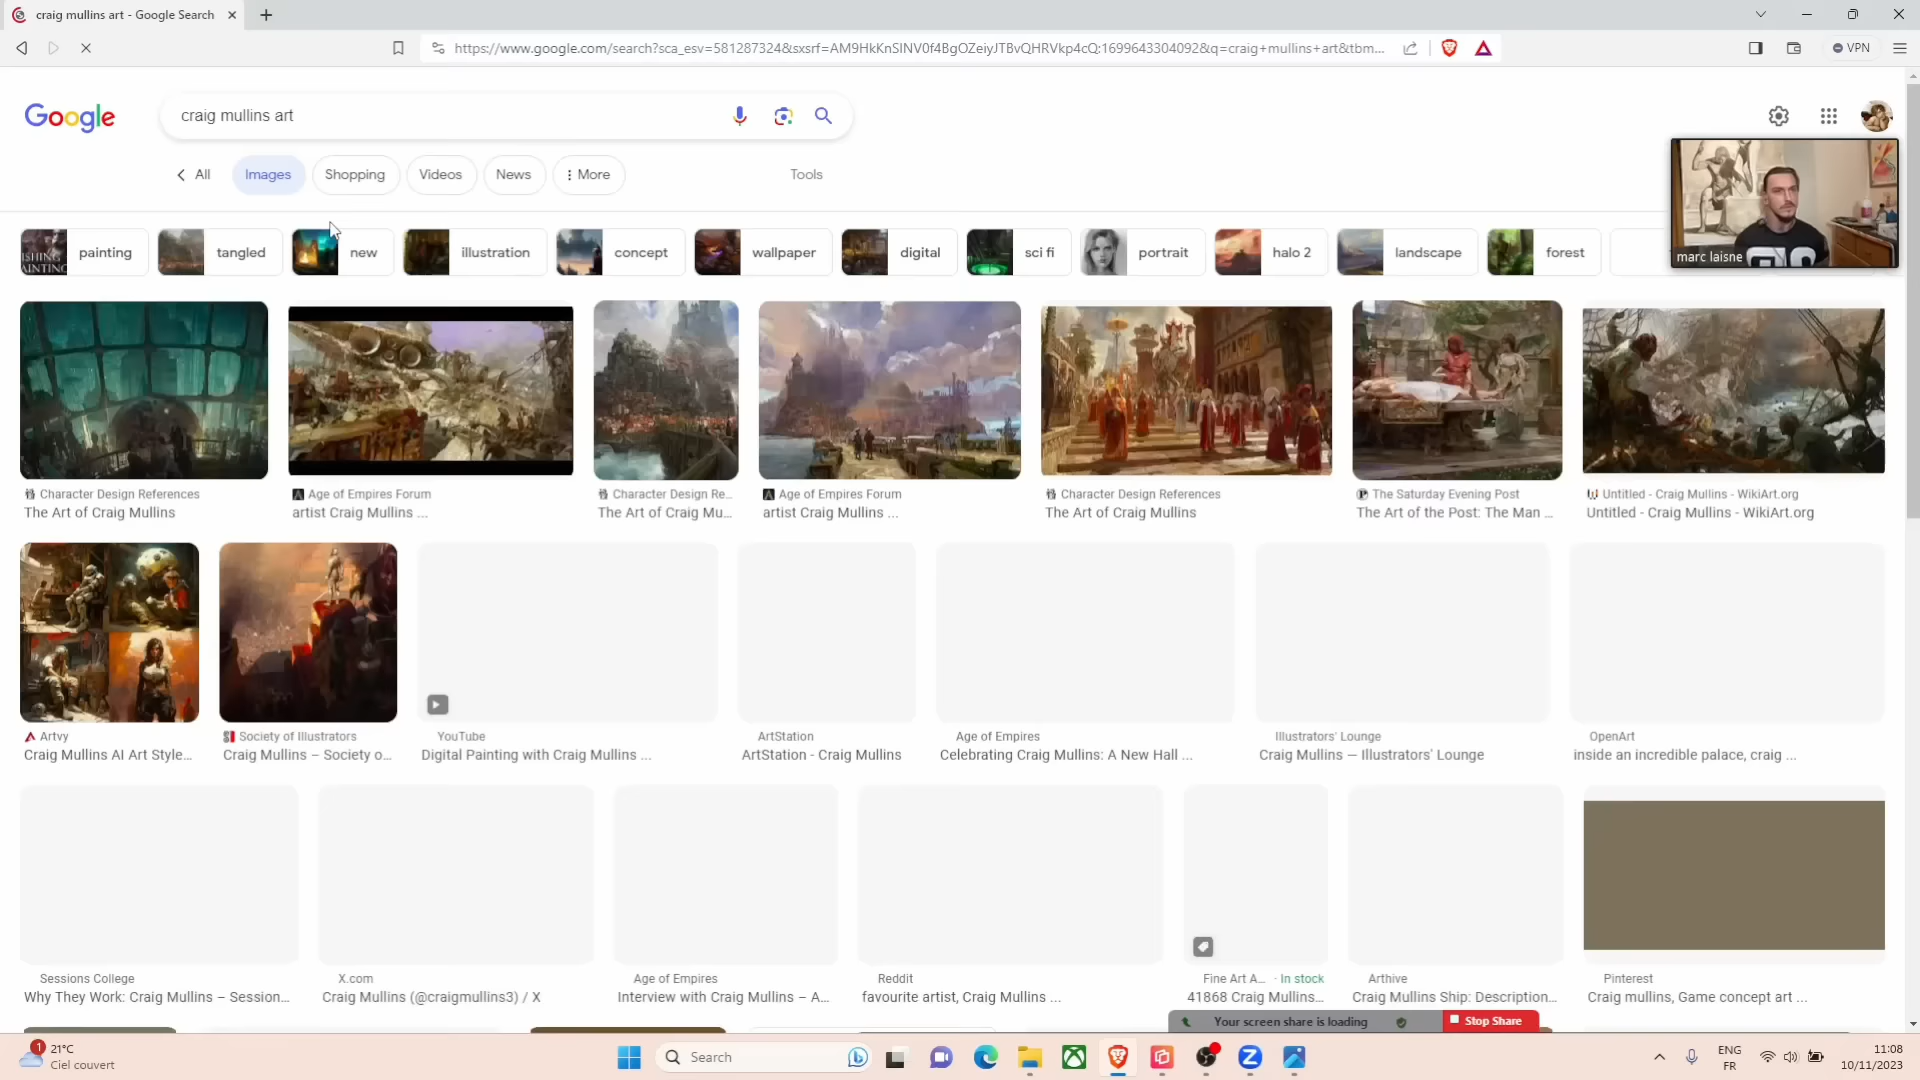 craig mullins art - Google Search
https://www.google.com/search?sca_esv=581287324&sxsrf=AM9HkKnSINV0f4BgOZeiyJTBvQHRVkp4cQ:1699643304092&q=craig+mullins+art&tbm...
VPN
Google
craig mullins art
All
Images
Shopping
Videos
News
More
Tools
painting
tangled
new
illustration
concept
wallpaper
digital
sci fi
portrait
halo 2
landscape
forest
marc laisne
Character Design References
The Art of Craig Mullins
Age of Empires Forum
artist Craig Mullins ...
Character Design Re...
The Art of Craig Mu...
Age of Empires Forum
artist Craig Mullins ...
Character Design References
The Art of Craig Mullins
The Saturday Evening Post
The Art of the Post: The Man ...
Untitled - Craig Mullins - WikiArt.org
Untitled - Craig Mullins - WikiArt.org
Artvy
Craig Mullins AI Art Style...
Society of Illustrators
Craig Mullins – Society o...
YouTube
Digital Painting with Craig Mullins ...
ArtStation
ArtStation - Craig Mullins
Age of Empires
Celebrating Craig Mullins: A New Hall ...
Illustrators' Lounge
Craig Mullins — Illustrators' Lounge
OpenArt
inside an incredible palace, craig ...
Sessions College
Why They Work: Craig Mullins – Session...
X.com
Craig Mullins (@craigmullins3) / X
Age of Empires
Interview with Craig Mullins – A...
Reddit
favourite artist, Craig Mullins ...
Fine Art A... · In stock
41868 Craig Mullins...
Arthive
Craig Mullins Ship: Description...
Pinterest
Craig mullins, Game concept art ...
Your screen share is loading
Stop Share
1
21°C
Ciel couvert
Search
ENG
FR
11:08
10/11/2023